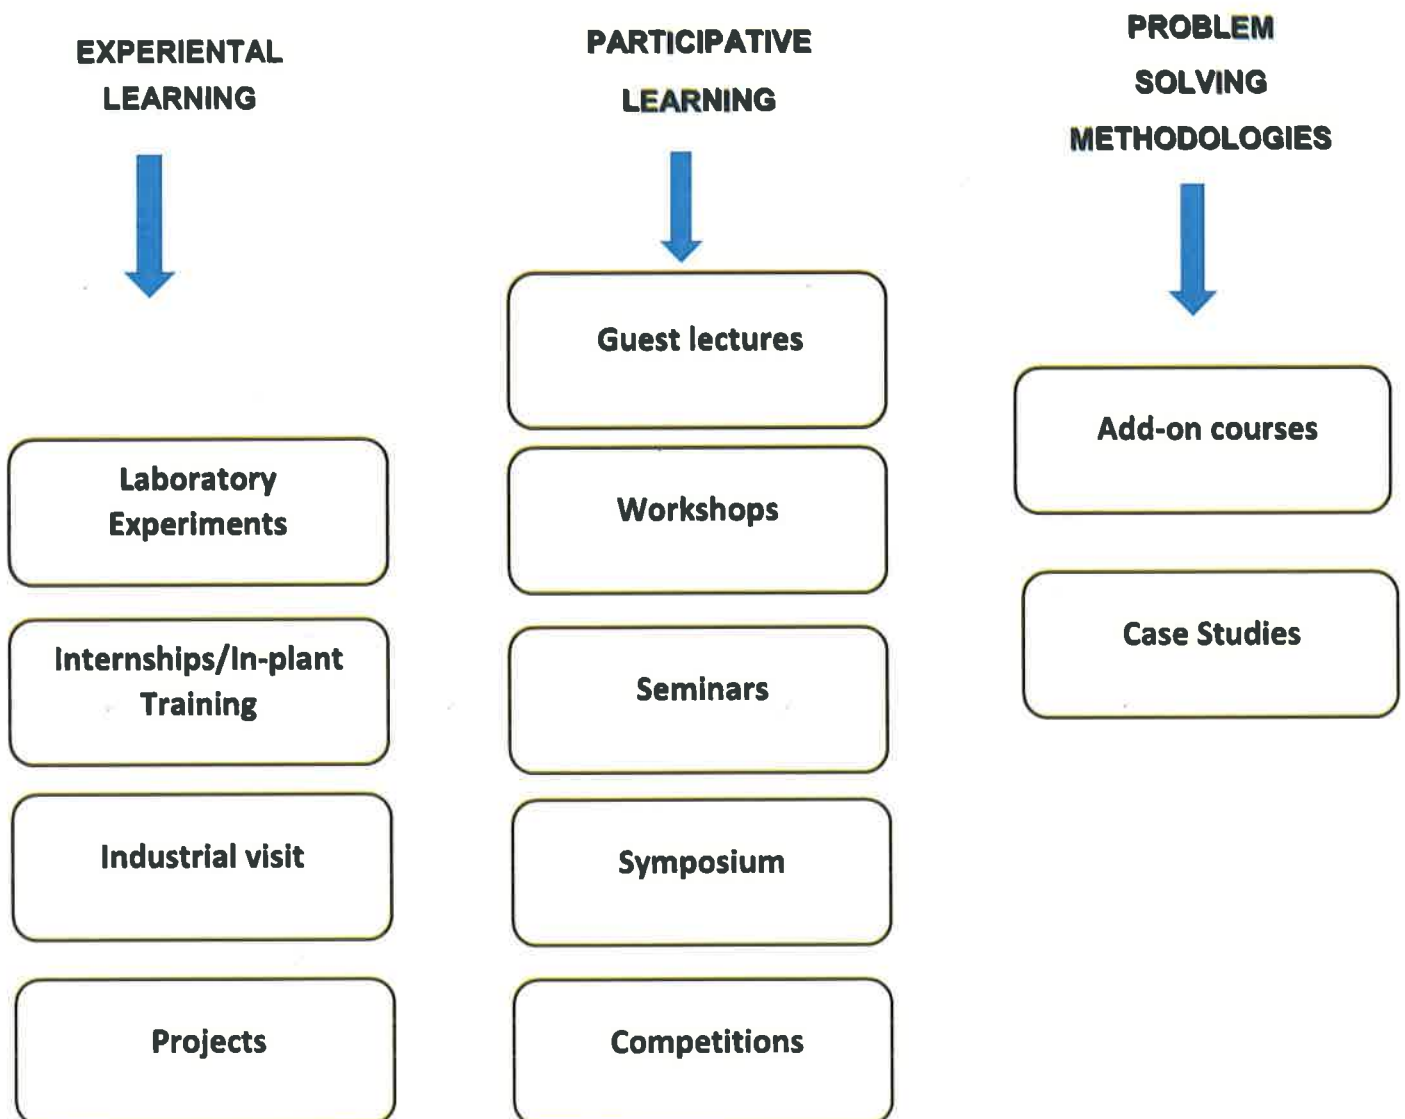 EXPERIENTAL
LEARNING
Laboratory
Experiments
Internships/In-plant
Training
Industrial visit
Projects
PARTICIPATIVE
LEARNING
Guest lectures
Workshops
Seminars
Symposium
Competitions
PROBLEM
SOLVING
METHODOLOGIES
Add-on courses
Case Studies